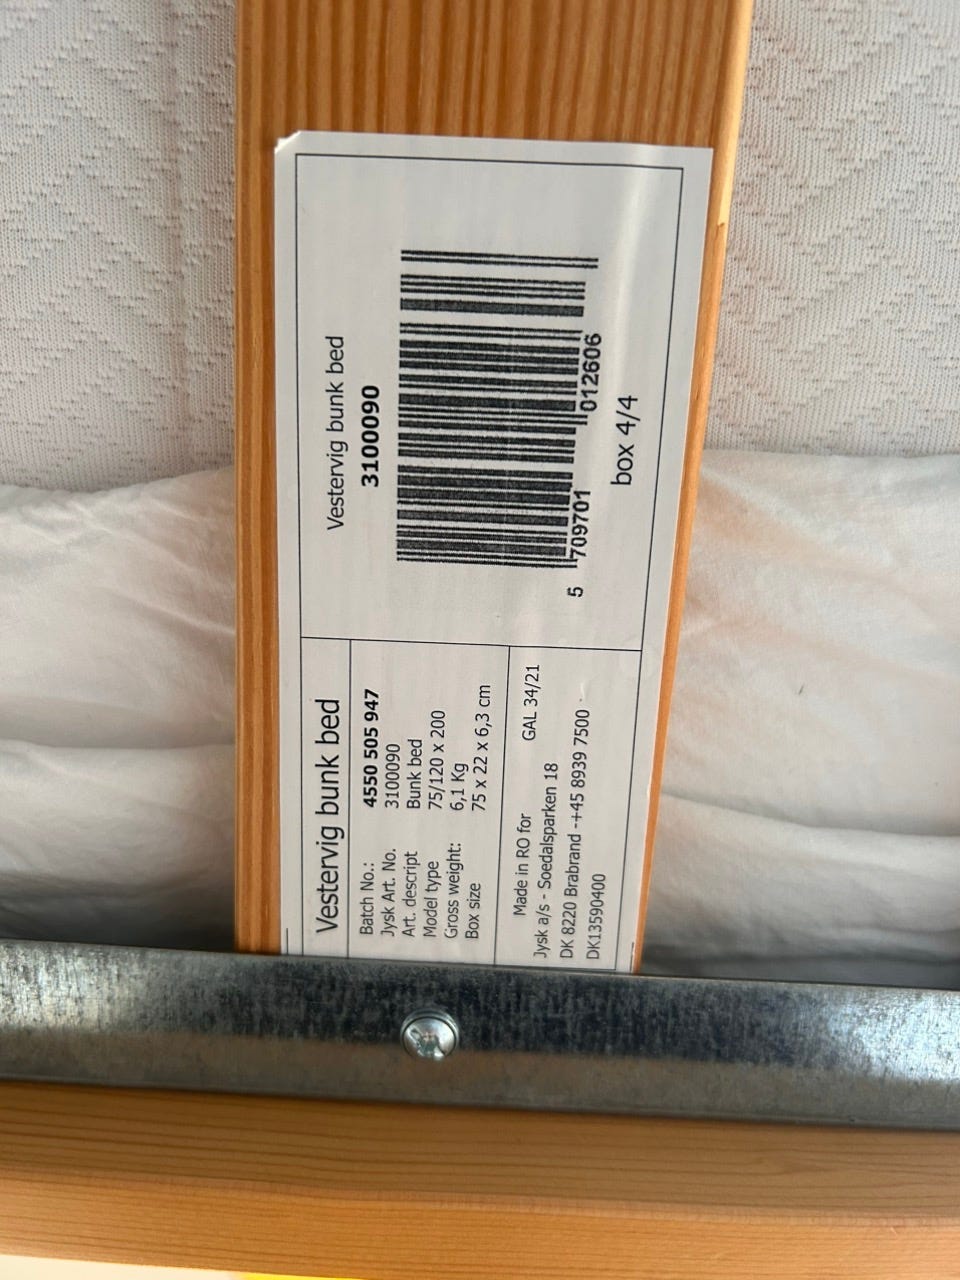 Vestervig bunk bed
Batch No.: 4550 505 947
Jysk Art. No. 3100090
Art. descript Bunk bed
Model type 75/120 x 200
Gross weight: 6,1 Kg
Box size 75 x 22 x 6,3 cm
Made in RO for GAL 34/21
Jysk a/s - Soedalsparken 18
DK 8220 Brabrand -+45 8939 7500
DK13590400
Vestervig bunk bed
3100090
5 709701 012606
box 4/4